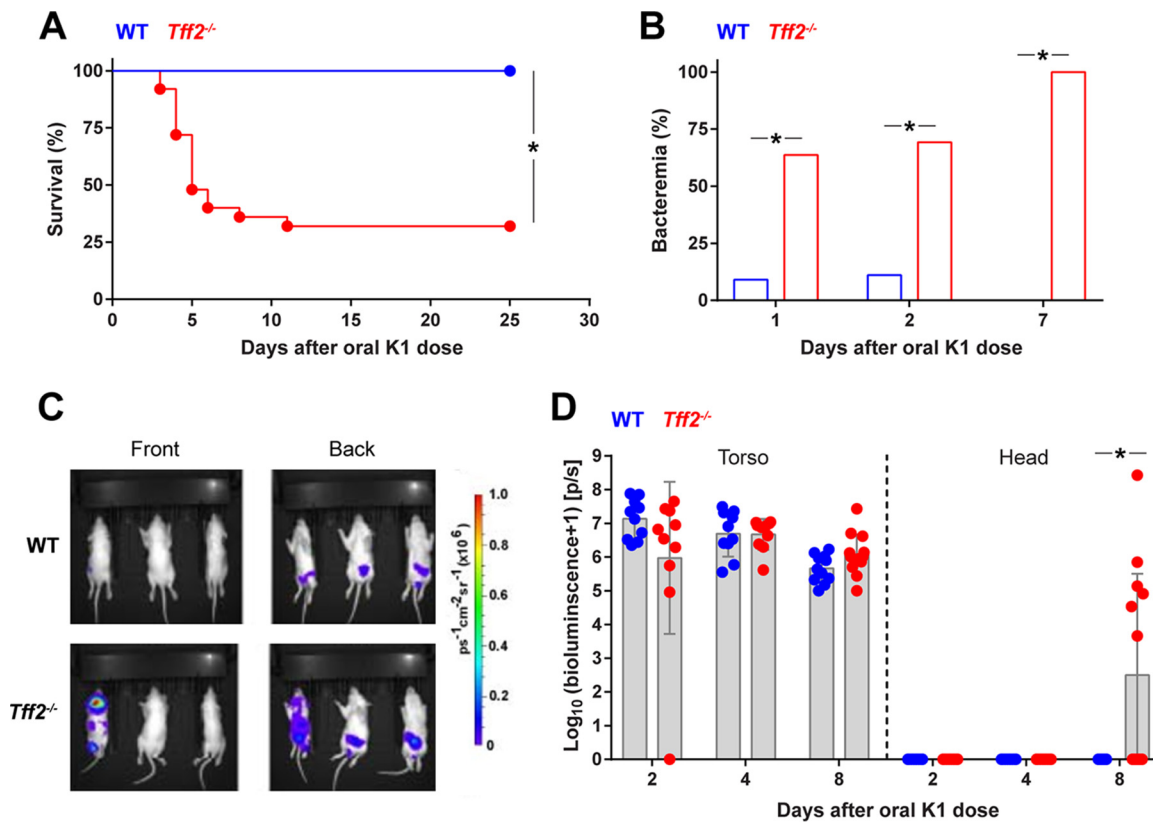 A
WT Tff2-/-
Survival (%)
100
75
50
25
0
0 5 10 15 20 25 30
Days after oral K1 dose
*
B
WT Tff2-/-
Bacteremia (%)
100
75
50
25
0
* * *
1 2 7
Days after oral K1 dose
C
Front Back
WT
Tff2-/-
1.0
0.8
0.6
0.4
0.2
0
ps-1cm-2sr-1(x106)
D
WT Tff2-/-
Torso Head
*
Log10 (bioluminscence+1) [p/s]
9
8
7
6
5
4
3
2
1
0
2 4 8 2 4 8
Days after oral K1 dose